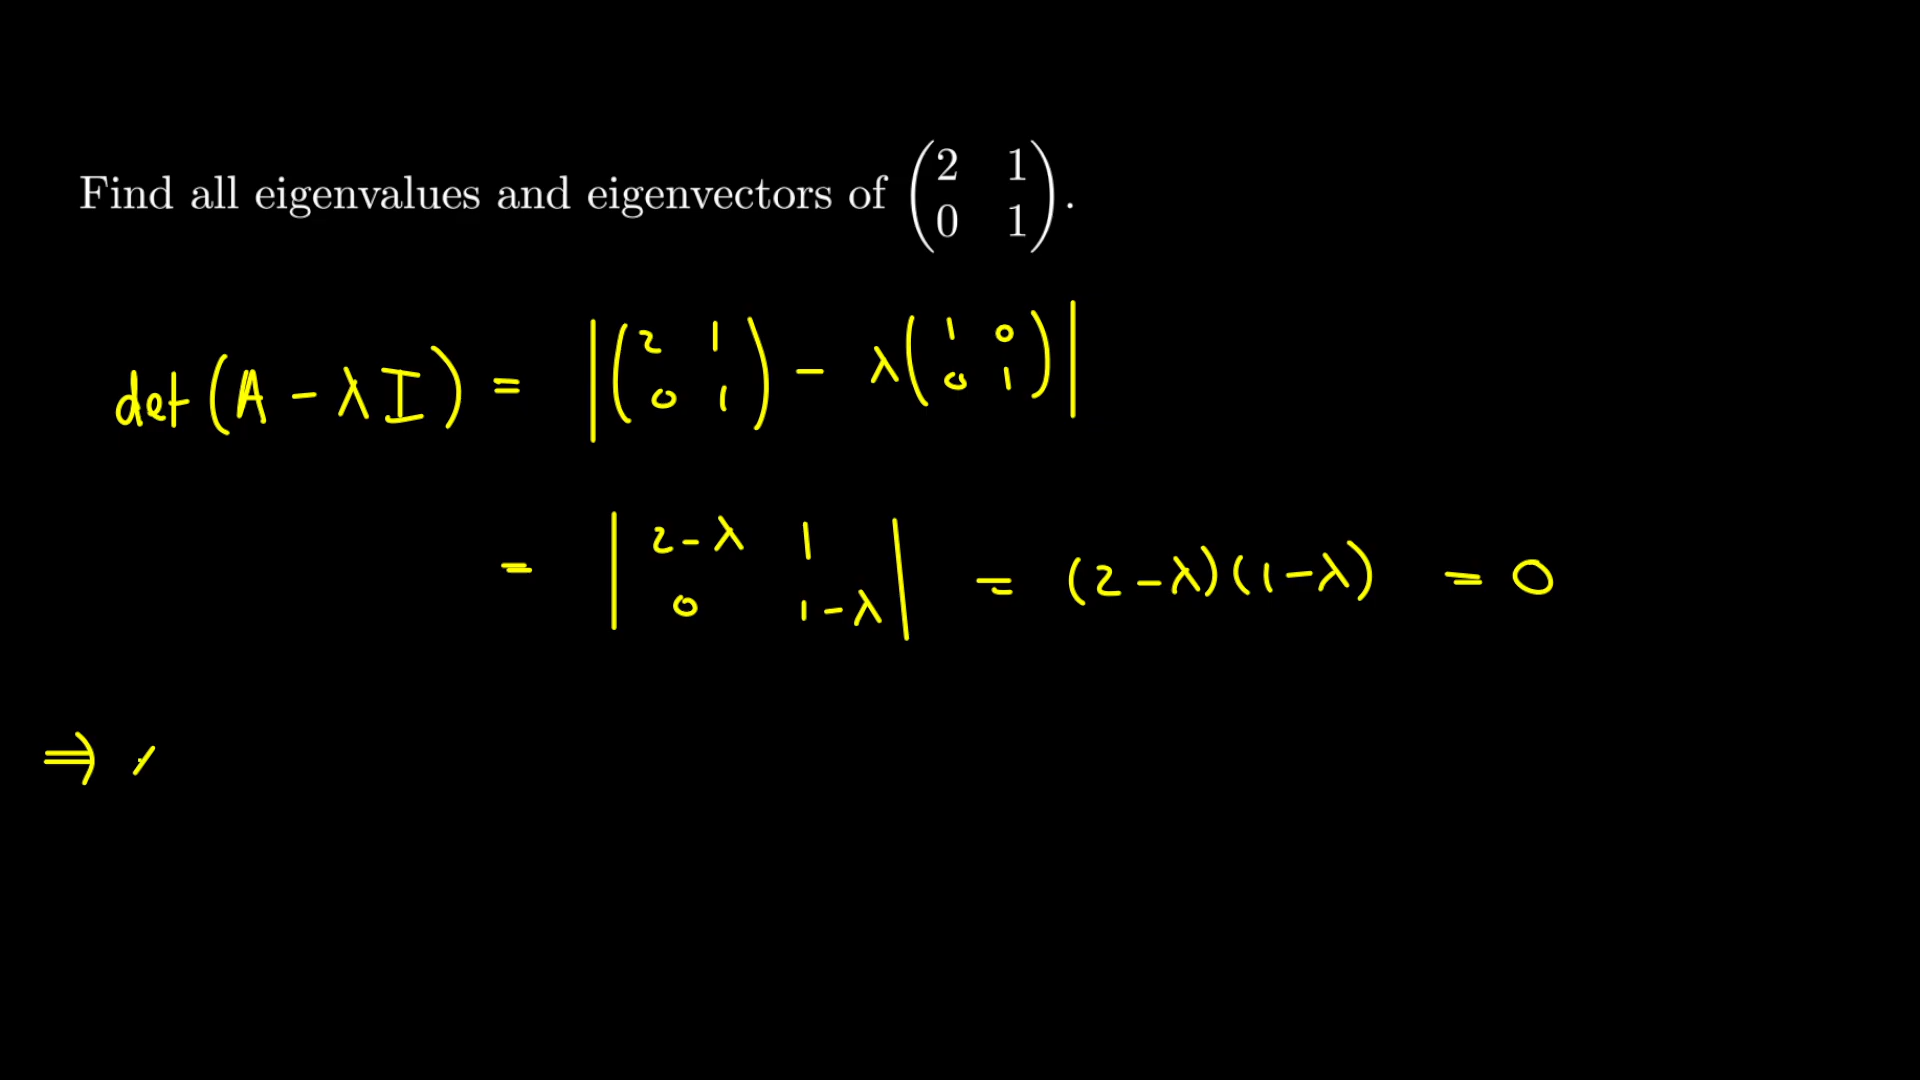 Find all eigenvalues and eigenvectors of (2 1 / 0 1).
det (A - λI) = |(2 1 / 0 1) - λ(1 0 / 0 1)|
= |2-λ 1 / 0 1-λ| = (2-λ)(1-λ) = 0
⇒